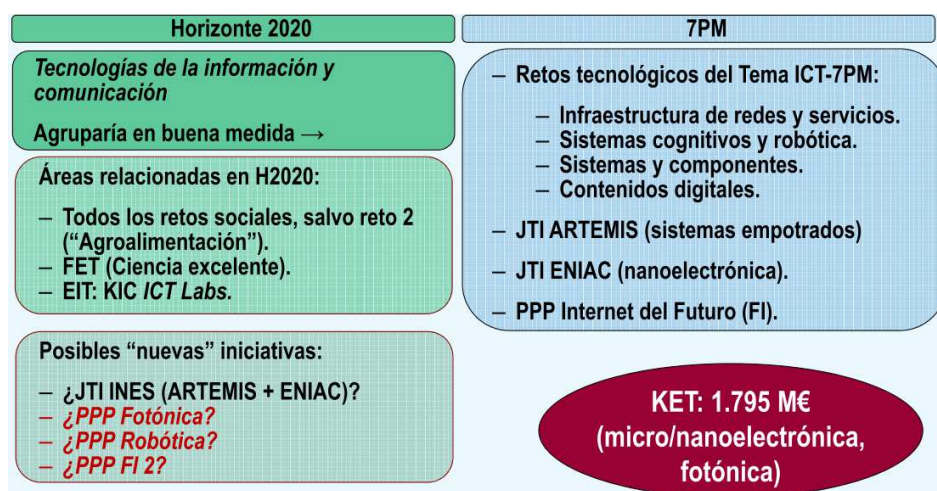 Horizonte 2020
Tecnologías de la información y
comunicación
Agruparía en buena medida →
Áreas relacionadas en H2020:
– Todos los retos sociales, salvo reto 2
(“Agroalimentación”).
– FET (Ciencia excelente).
– EIT: KIC ICT Labs.
Posibles “nuevas” iniciativas:
– ¿JTI INES (ARTEMIS + ENIAC)?
– ¿PPP Fotónica?
– ¿PPP Robótica?
– ¿PPP FI 2?
7PM
– Retos tecnológicos del Tema ICT-7PM:
– Infraestructura de redes y servicios.
– Sistemas cognitivos y robótica.
– Sistemas y componentes.
– Contenidos digitales.
– JTI ARTEMIS (sistemas empotrados)
– JTI ENIAC (nanoelectrónica).
– PPP Internet del Futuro (FI).
KET: 1.795 M€
(micro/nanoelectrónica,
fotónica)